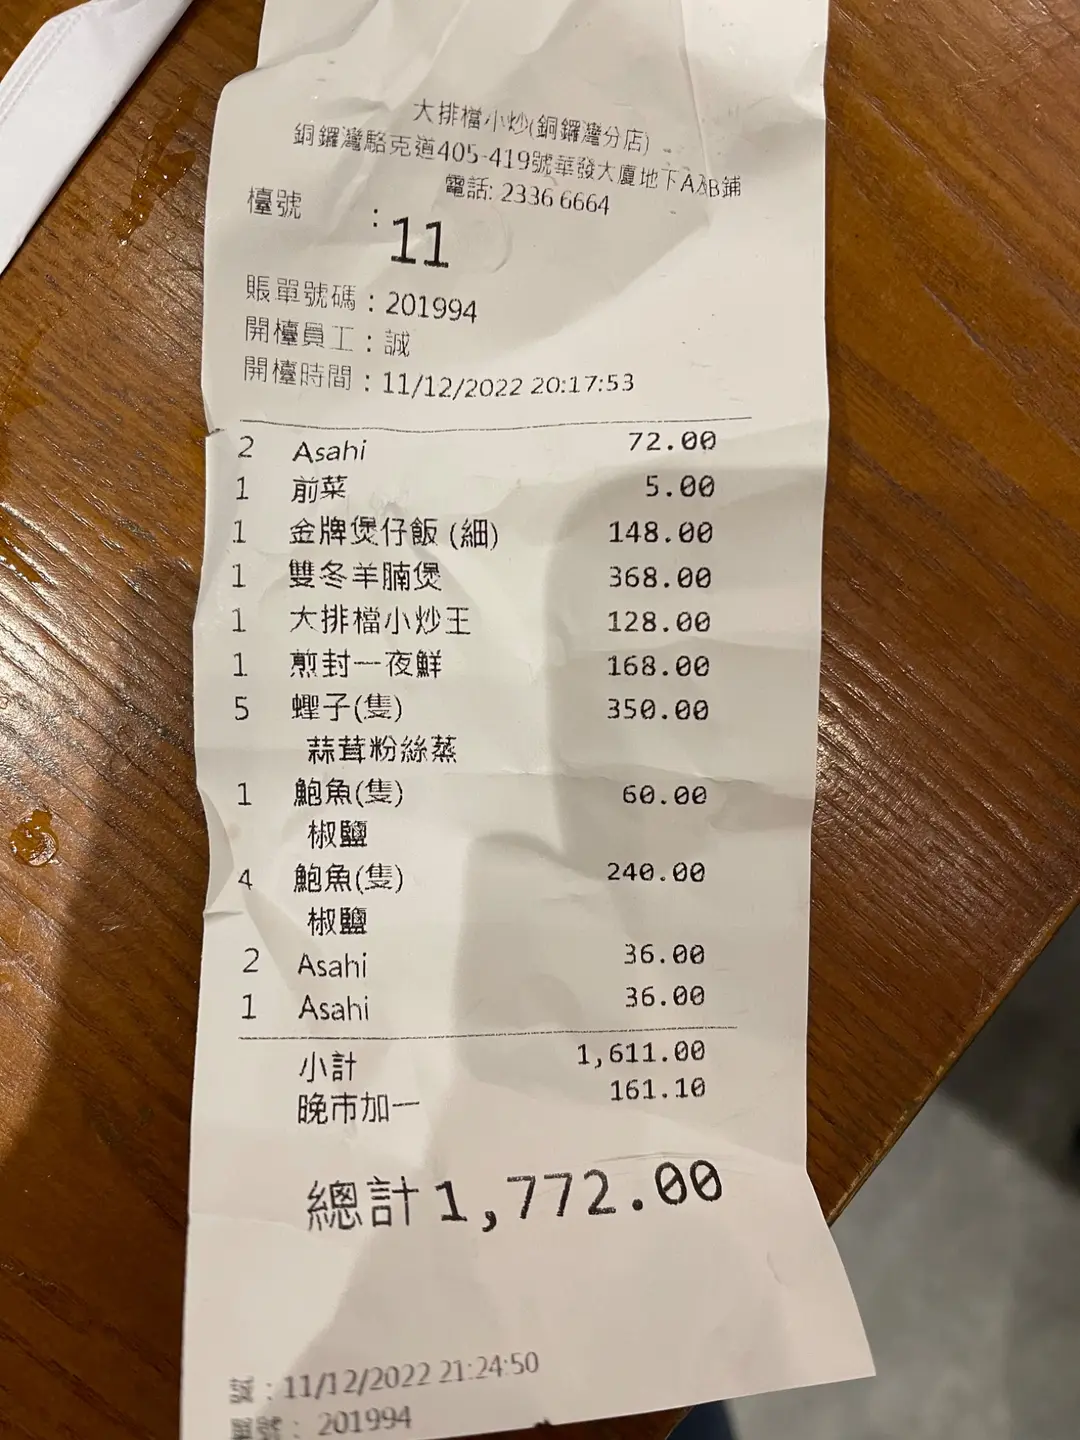 大排檔小炒(銅鑼灣分店)
銅鑼灣駱克道405-419號華發大廈地下A3B鋪
電話: 2336 6664
檯號 : 11
賬單號碼 : 201994
開檯員工 : 誠
開檯時間 : 11/12/2022 20:17:53
2 Asahi 72.00
1 前菜 5.00
1 金牌煲仔飯 (細) 148.00
1 雙冬羊腩煲 368.00
1 大排檔小炒王 128.00
1 煎封一夜鮮 168.00
5 蟶子(隻) 350.00
蒜茸粉絲蒸
1 鮑魚(隻) 60.00
椒鹽
4 鮑魚(隻) 240.00
椒鹽
2 Asahi 36.00
1 Asahi 36.00
小計 1,611.00
晚市加一 161.10
總計 1,772.00
誠 : 11/12/2022 21:24:50
單號 : 201994